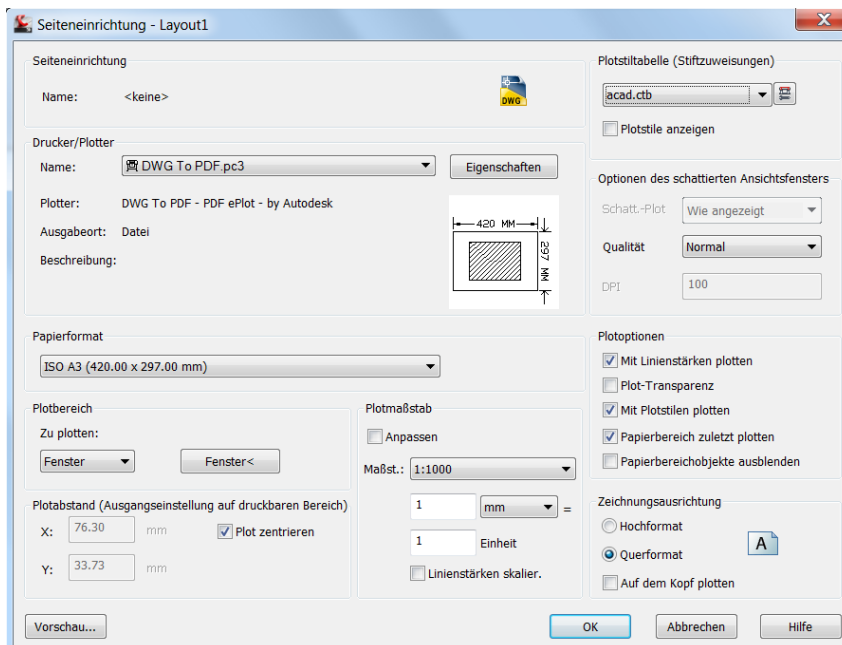 Seiteneinrichtung - Layout1
Seiteneinrichtung
Name: <keine>
DWG
Drucker/Plotter
Name: DWG To PDF.pc3 Eigenschaften
Plotter: DWG To PDF - PDF ePlot - by Autodesk
Ausgabeort: Datei
Beschreibung:
420 MM
297 MM
Papierformat
ISO A3 (420.00 x 297.00 mm)
Plotbereich
Zu plotten:
Fenster Fenster<
Plotabstand (Ausgangseinstellung auf druckbaren Bereich)
X: 76.30 mm Plot zentrieren
Y: 33.73 mm
Plotmaßstab
Anpassen
Maßst.: 1:1000
1 mm =
1 Einheit
Linienstärken skalier.
Plotstiltabelle (Stiftzuweisungen)
acad.ctb
Plotstile anzeigen
Optionen des schattierten Ansichtsfensters
Schatt.-Plot Wie angezeigt
Qualität Normal
DPI 100
Plotoptionen
Mit Linienstärken plotten
Plot-Transparenz
Mit Plotstilen plotten
Papierbereich zuletzt plotten
Papierbereichobjekte ausblenden
Zeichnungsausrichtung
Hochformat
Querformat
A
Auf dem Kopf plotten
Vorschau... OK Abbrechen Hilfe